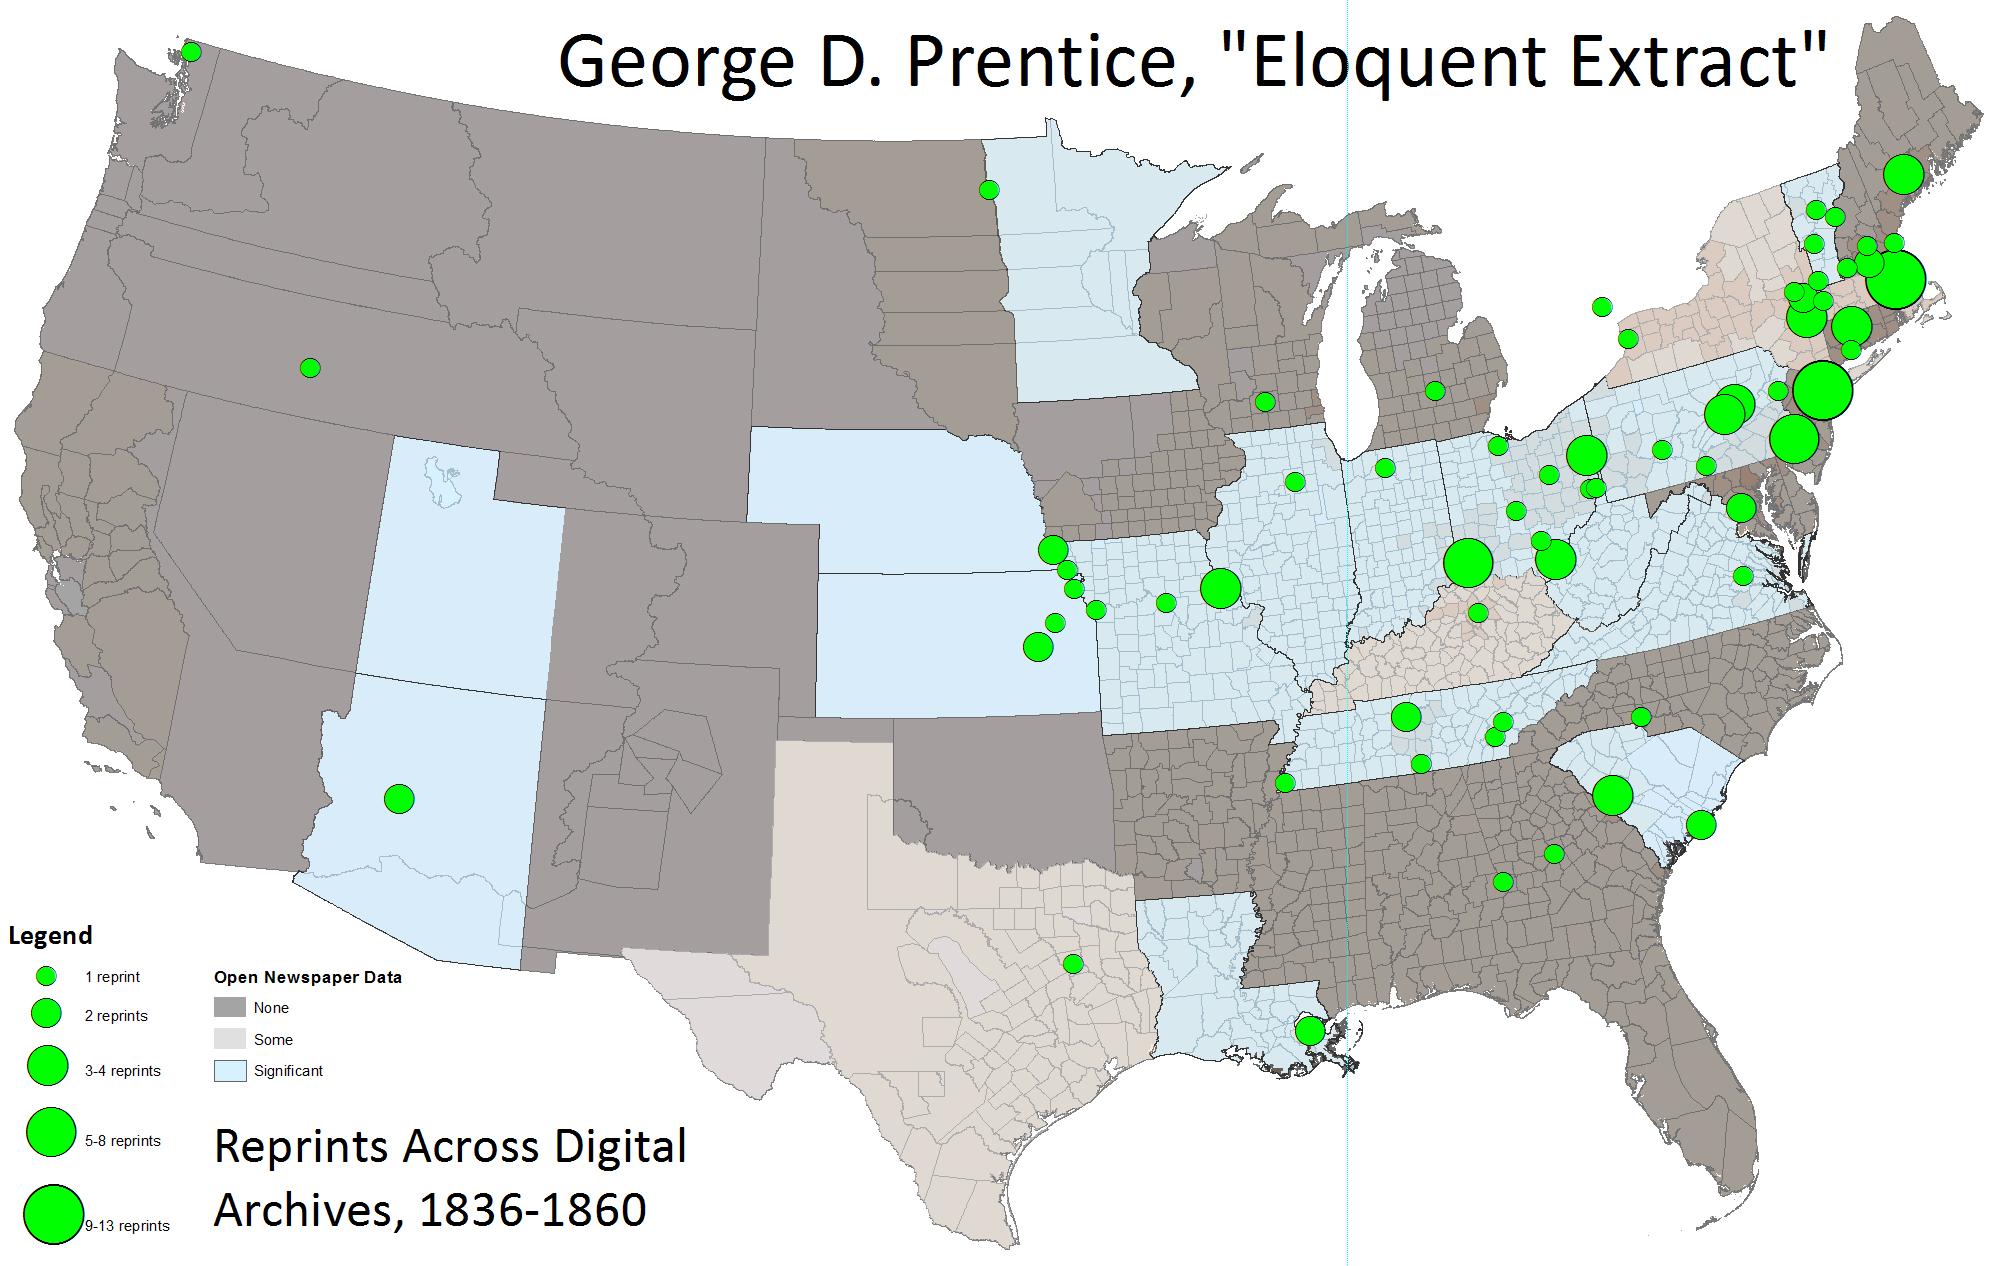 George D. Prentice, "Eloquent Extract"
Legend
1 reprint
2 reprints
3-4 reprints
5-8 reprints
9-13 reprints
Open Newspaper Data
None
Some
Significant
Reprints Across Digital
Archives, 1836-1860